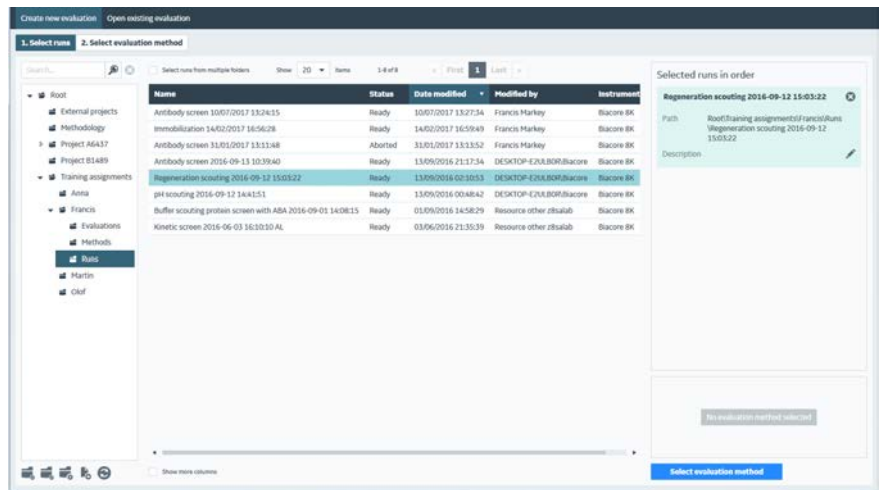 Create new evaluation Open existing evaluation
1. Select runs 2. Select evaluation method
Search... Select runs from multiple folders Show 20 items 1-8 of 8 « First 1 Last » Selected runs in order
Root
External projects
Methodology
Project A6437
Project B1489
Training assignments
Anna
Francis
Evaluations
Methods
Runs
Martin
Olof
Name Status Date modified Modified by Instrument
Antibody screen 10/07/2017 13:24:15 Ready 10/07/2017 13:27:34 Francis Markey Biacore 8K
Immobilization 14/02/2017 16:56:28 Ready 14/02/2017 16:59:49 Francis Markey Biacore 8K
Antibody screen 31/01/2017 13:11:48 Aborted 31/01/2017 13:13:52 Francis Markey Biacore 8K
Antibody screen 2016-09-13 10:39:40 Ready 13/09/2016 21:17:34 DESKTOP-E2ULBOR\Biacore Biacore 8K
Regeneration scouting 2016-09-12 15:03:22 Ready 13/09/2016 02:10:53 DESKTOP-E2ULBOR\Biacore Biacore 8K
pH scouting 2016-09-12 14:41:51 Ready 13/09/2016 00:48:42 DESKTOP-E2ULBOR\Biacore Biacore 8K
Buffer scouting protein screen with ABA 2016-09-01 14:08:15 Ready 01/09/2016 14:58:29 Resource other z8salab Biacore 8K
Kinetic screen 2016-06-03 16:10:10 AL Ready 03/06/2016 21:35:39 Resource other z8salab Biacore 8K
Regeneration scouting 2016-09-12 15:03:22
Path Root\Training assignments\Francis\Runs
\Regeneration scouting 2016-09-12
15:03:22
Description
No evaluation method selected
Show more columns
Select evaluation method